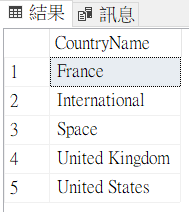 結果 訊息
CountryName
1 France
2 International
3 Space
4 United Kingdom
5 United States